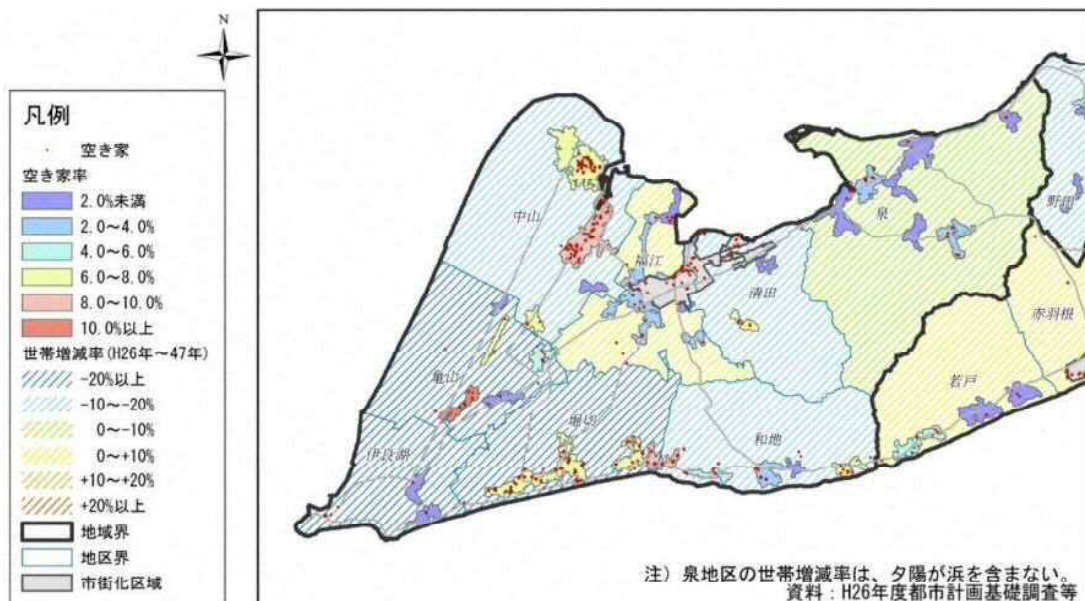 N
凡例
空き家
空き家率
2.0%未満
2.0～4.0%
4.0～6.0%
6.0～8.0%
8.0～10.0%
10.0%以上
世帯増減率(H26年～47年)
-20%以上
-10～-20%
0～-10%
0～+10%
+10～+20%
+20%以上
地域界
地区界
市街化区域
中山
福江
泉
野田
清田
赤羽根
亀山
若戸
堀切
伊良湖
和地
注）泉地区の世帯増減率は、夕陽が浜を含まない。
資料：H26年度都市計画基礎調査等